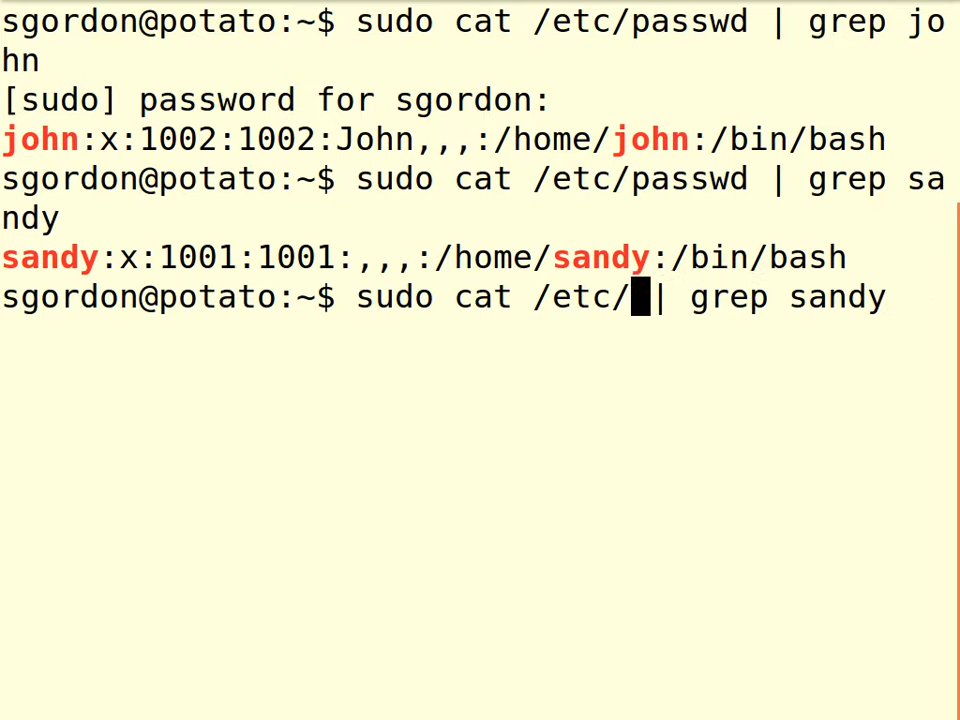 sgordon@potato:~$ sudo cat /etc/passwd | grep jo
hn
[sudo] password for sgordon:
john:x:1002:1002:John,,,:/home/john:/bin/bash
sgordon@potato:~$ sudo cat /etc/passwd | grep sa
ndy
sandy:x:1001:1001:,,,:/home/sandy:/bin/bash
sgordon@potato:~$ sudo cat /etc/ | grep sandy